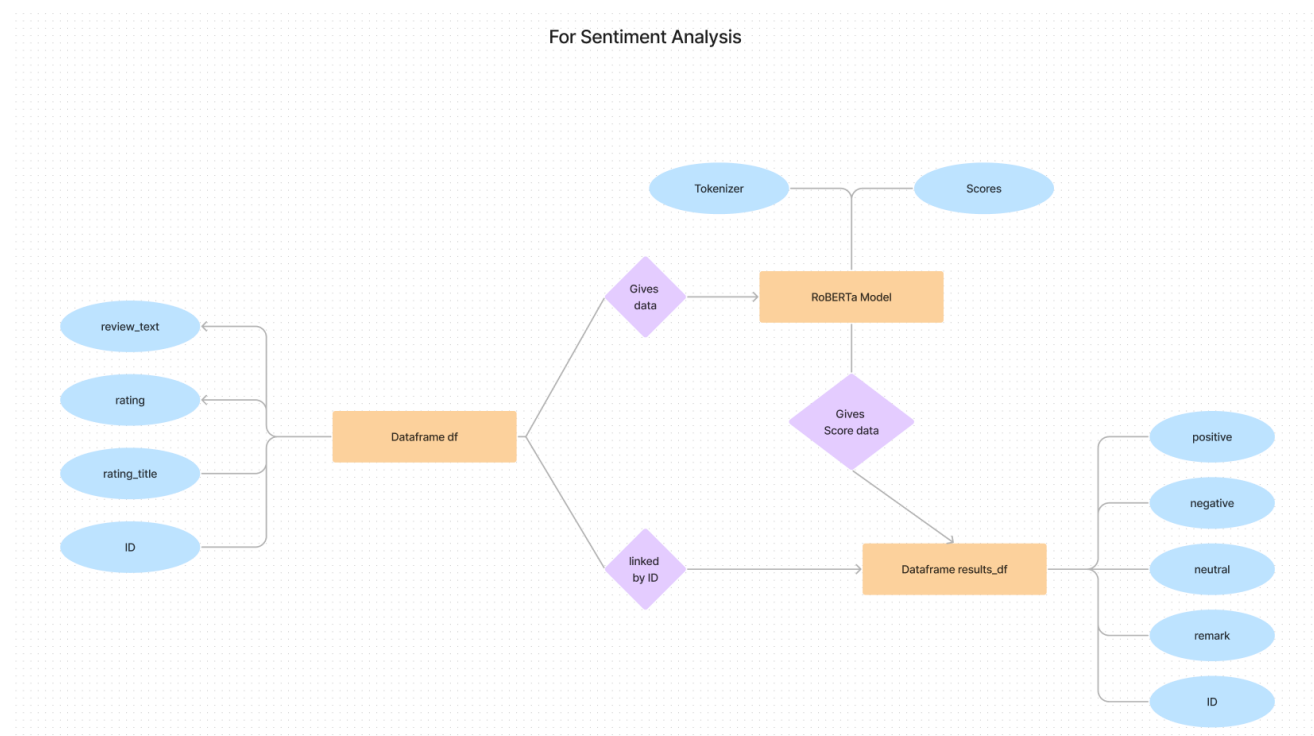 For Sentiment Analysis
Tokenizer
Scores
Gives
data
RoBERTa Model
review_text
rating
rating_title
ID
Dataframe df
Gives
Score data
linked
by ID
Dataframe results_df
positive
negative
neutral
remark
ID